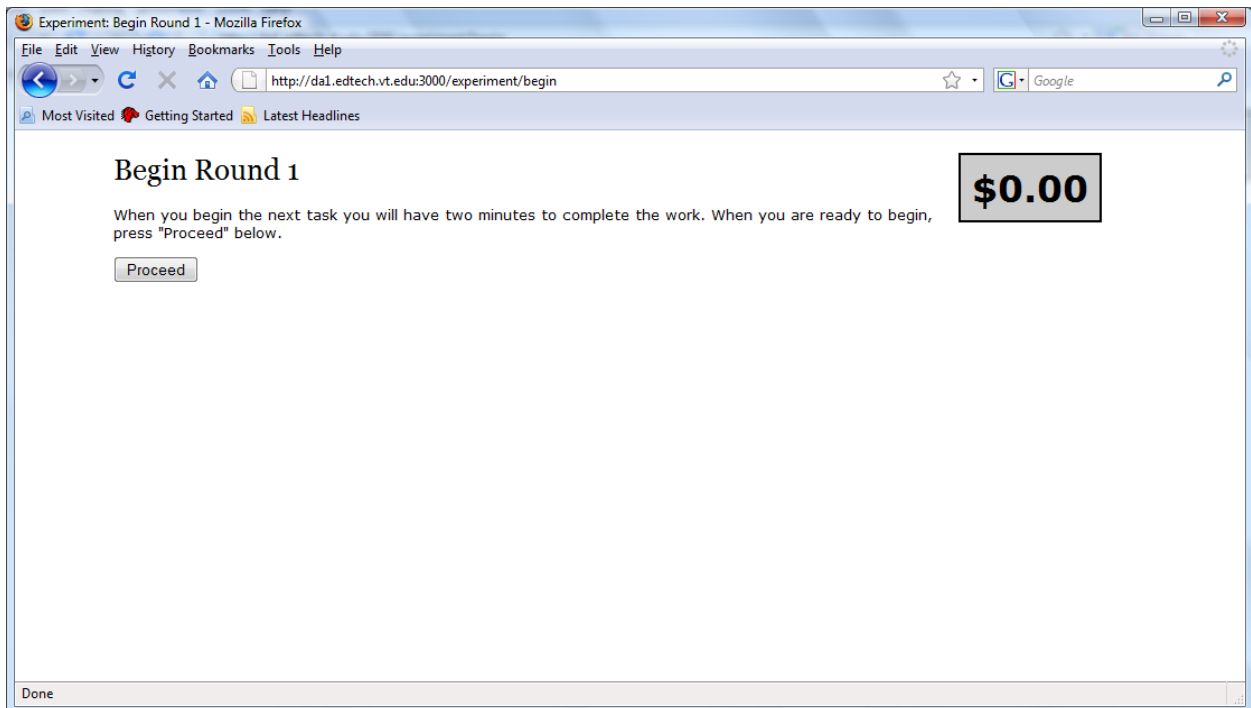 Experiment: Begin Round 1 - Mozilla Firefox
File Edit View History Bookmarks Tools Help
http://da1.edtech.vt.edu:3000/experiment/begin
G Google
Most Visited Getting Started Latest Headlines
Begin Round 1
$0.00
When you begin the next task you will have two minutes to complete the work. When you are ready to begin,
press "Proceed" below.
Proceed
Done